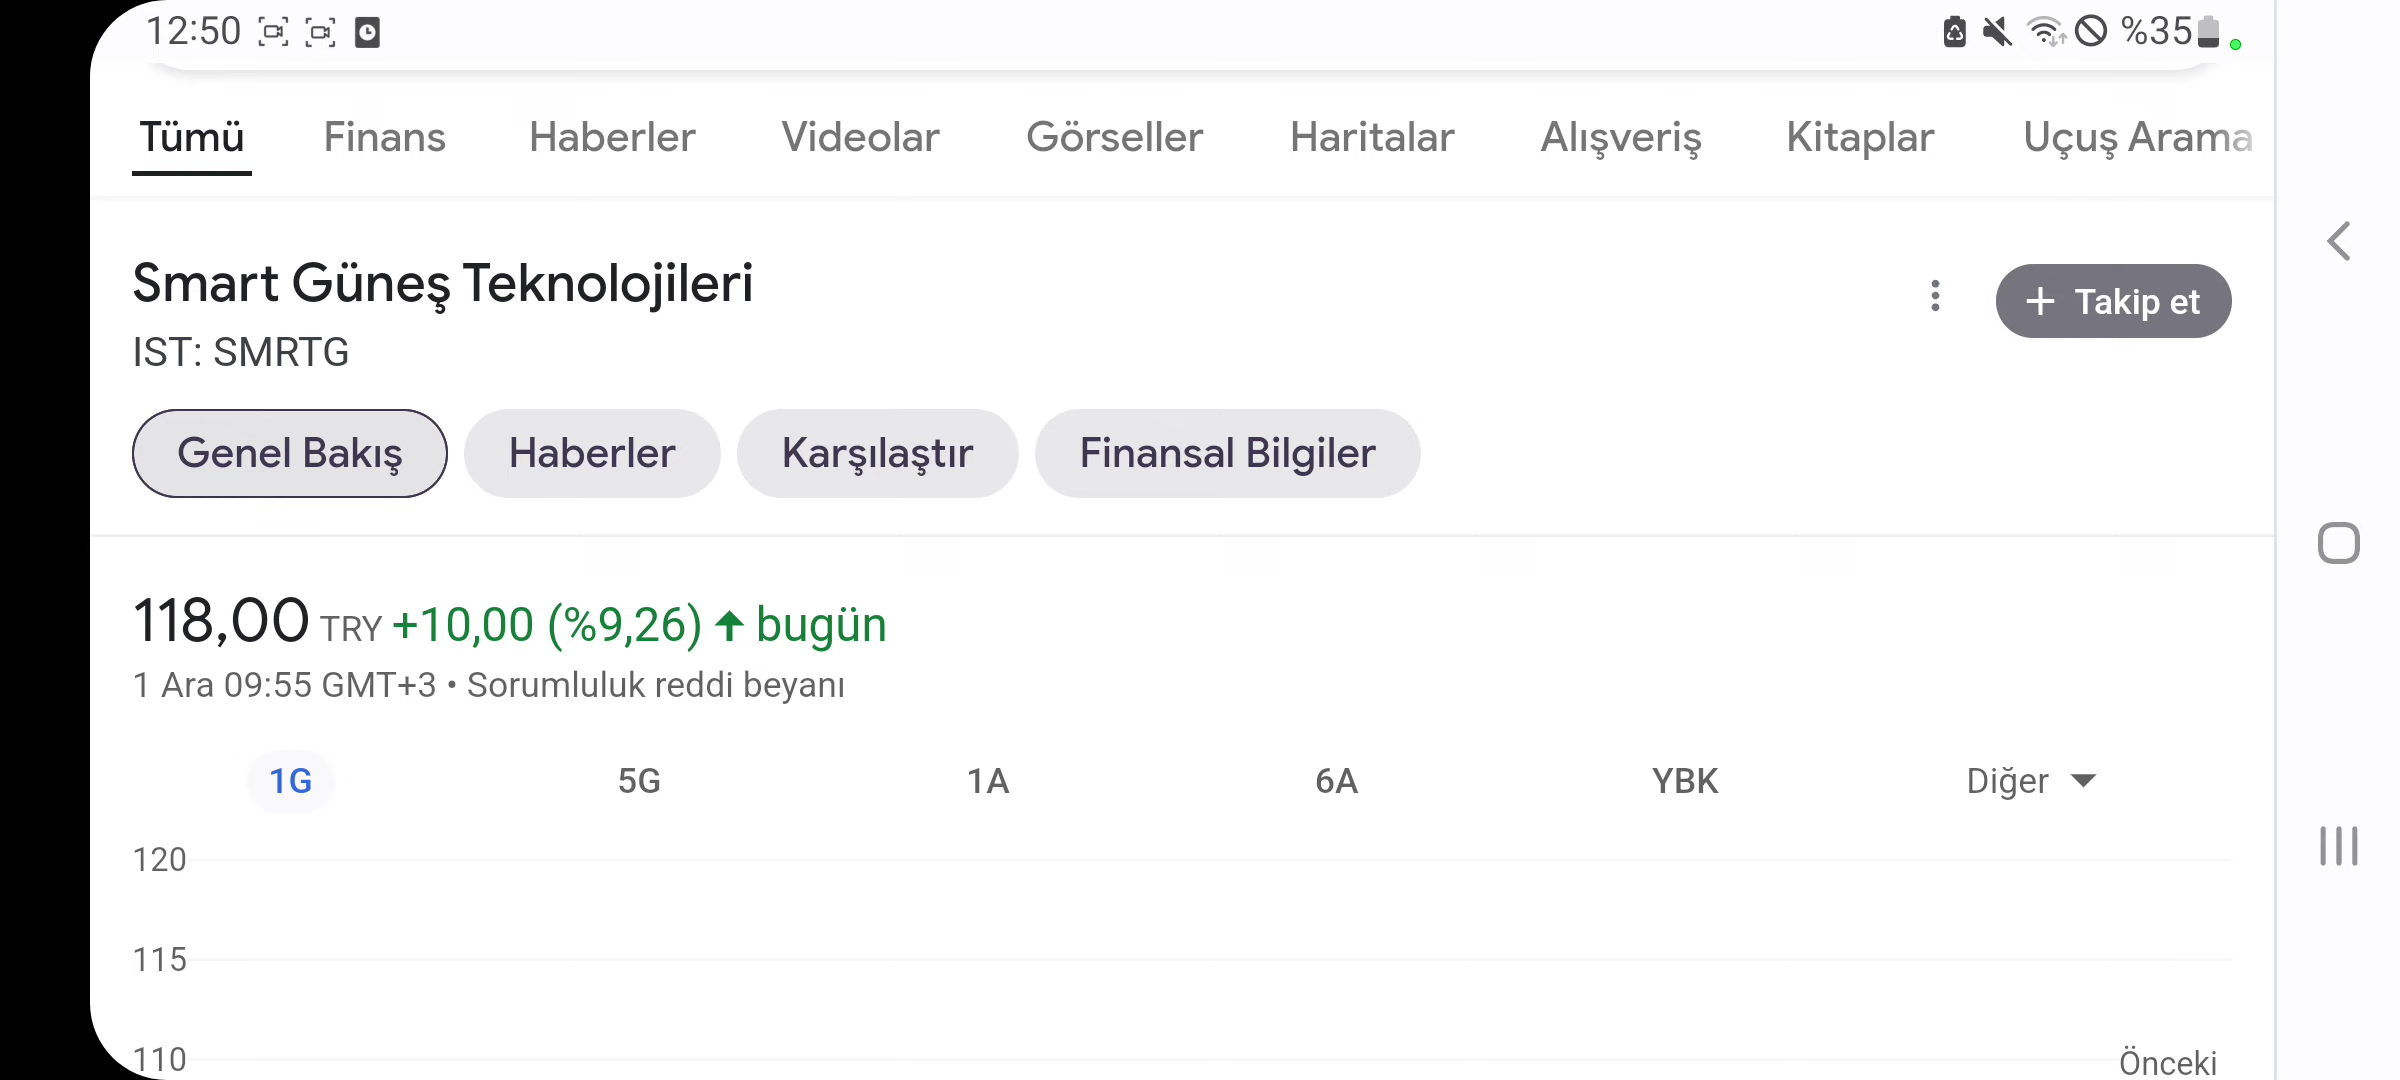 12:50 %35
Tümü Finans Haberler Videolar Görseller Haritalar Alışveriş Kitaplar Uçuş Arama
Smart Güneş Teknolojileri
+ Takip et
IST: SMRTG
Genel Bakış Haberler Karşılaştır Finansal Bilgiler
118,00 TRY +10,00 (%9,26) bugün
1 Ara 09:55 GMT+3 • Sorumluluk reddi beyanı
1G 5G 1A 6A YBK Diğer
120
115
110 Önceki